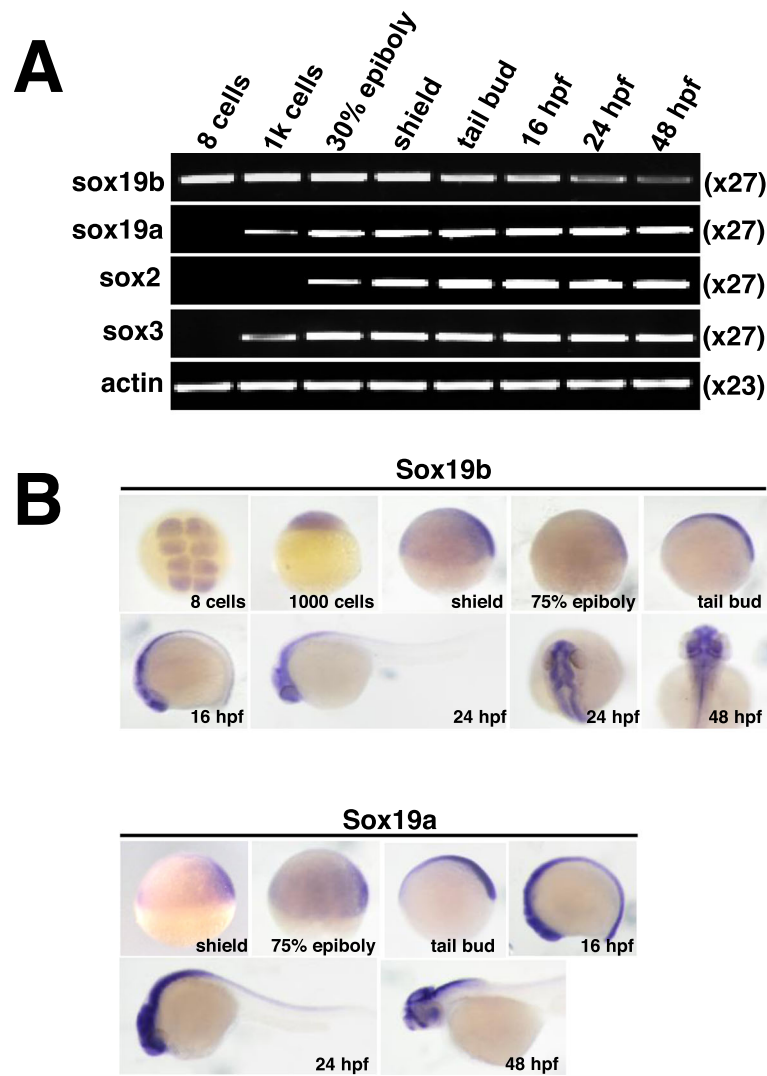 A
8 cells
1k cells
30% epiboly
shield
tail bud
16 hpf
24 hpf
48 hpf
sox19b (x27)
sox19a (x27)
sox2 (x27)
sox3 (x27)
actin (x23)
B
Sox19b
8 cells
1000 cells
shield
75% epiboly
tail bud
16 hpf
24 hpf
24 hpf
48 hpf
Sox19a
shield
75% epiboly
tail bud
16 hpf
24 hpf
48 hpf